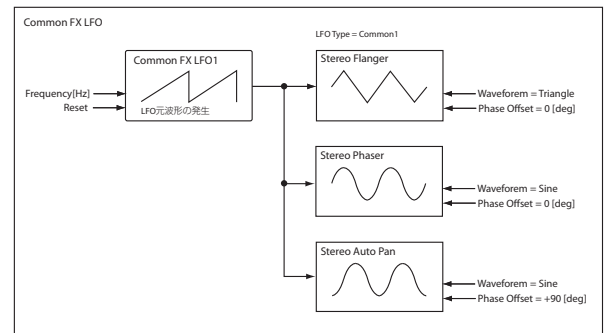 Common FX LFO
LFO Type = Common1
Common FX LFO1
Stereo Flanger
Frequency[Hz]
Reset
LFO元波形の発生
Waveforem = Triangle
Phase Offset = 0 [deg]
Stereo Phaser
Waveforem = Sine
Phase Offset = 0 [deg]
Stereo Auto Pan
Waveforem = Sine
Phase Offset = +90 [deg]